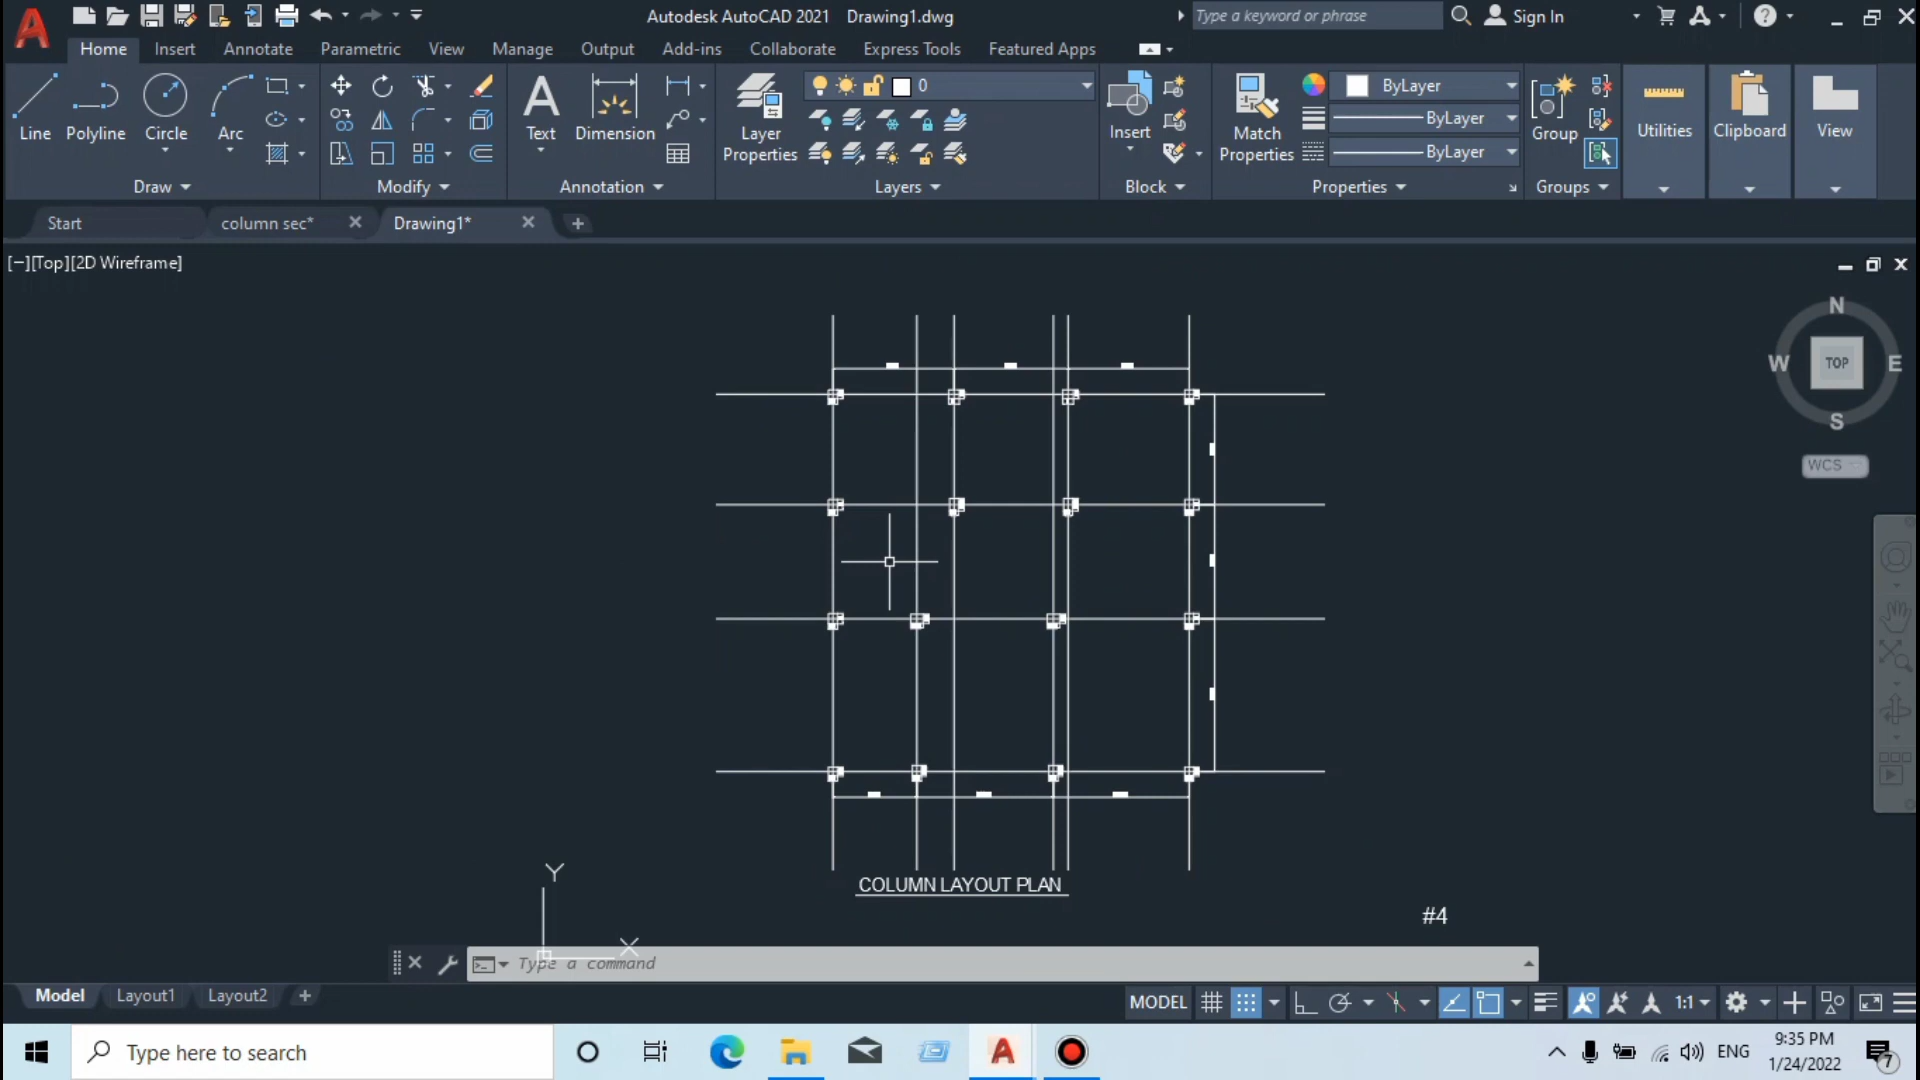 Autodesk AutoCAD 2021 Drawing1.dwg
Type a keyword or phrase
Sign In
Home Insert Annotate Parametric View Manage Output Add-ins Collaborate Express Tools Featured Apps
Line Polyline Circle Arc
Text Dimension
Layer Properties
0
Insert
Match Properties
ByLayer
ByLayer
ByLayer
Group
Utilities Clipboard View
Draw Modify Annotation Layers Block Properties Groups
Start column sec* Drawing1*
[−][Top][2D Wireframe]
N
W TOP E
S
WCS
COLUMN LAYOUT PLAN
#4
Y
X
Type a command
Model Layout1 Layout2
MODEL 1:1
Type here to search
ENG
9:35 PM
1/24/2022
7